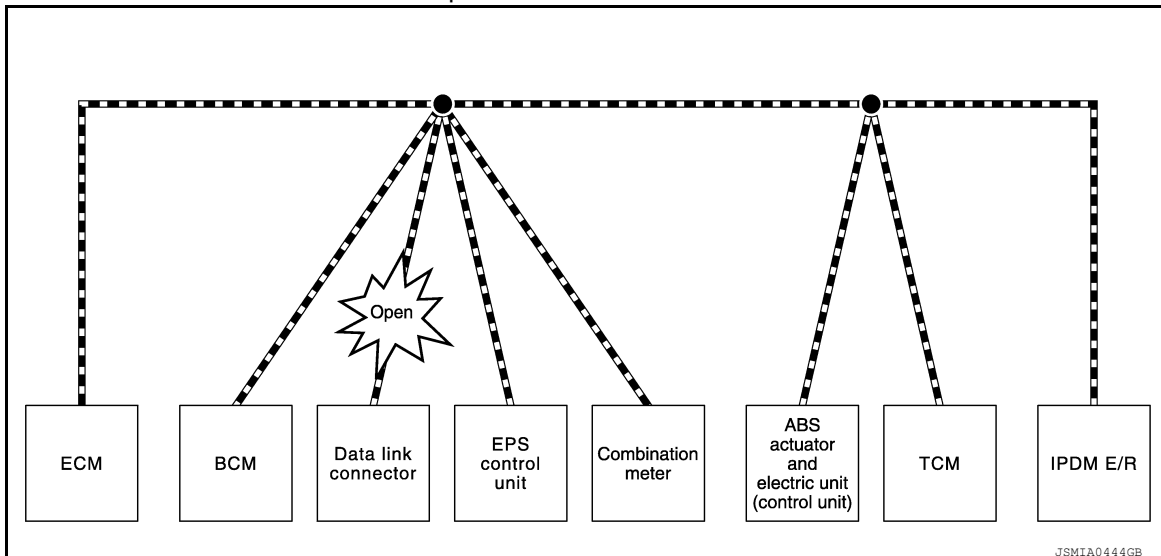 Open
ECM
BCM
Data link
connector
EPS
control
unit
Combination
meter
ABS
actuator
and
electric unit
(control unit)
TCM
IPDM E/R
JSMIA0444GB